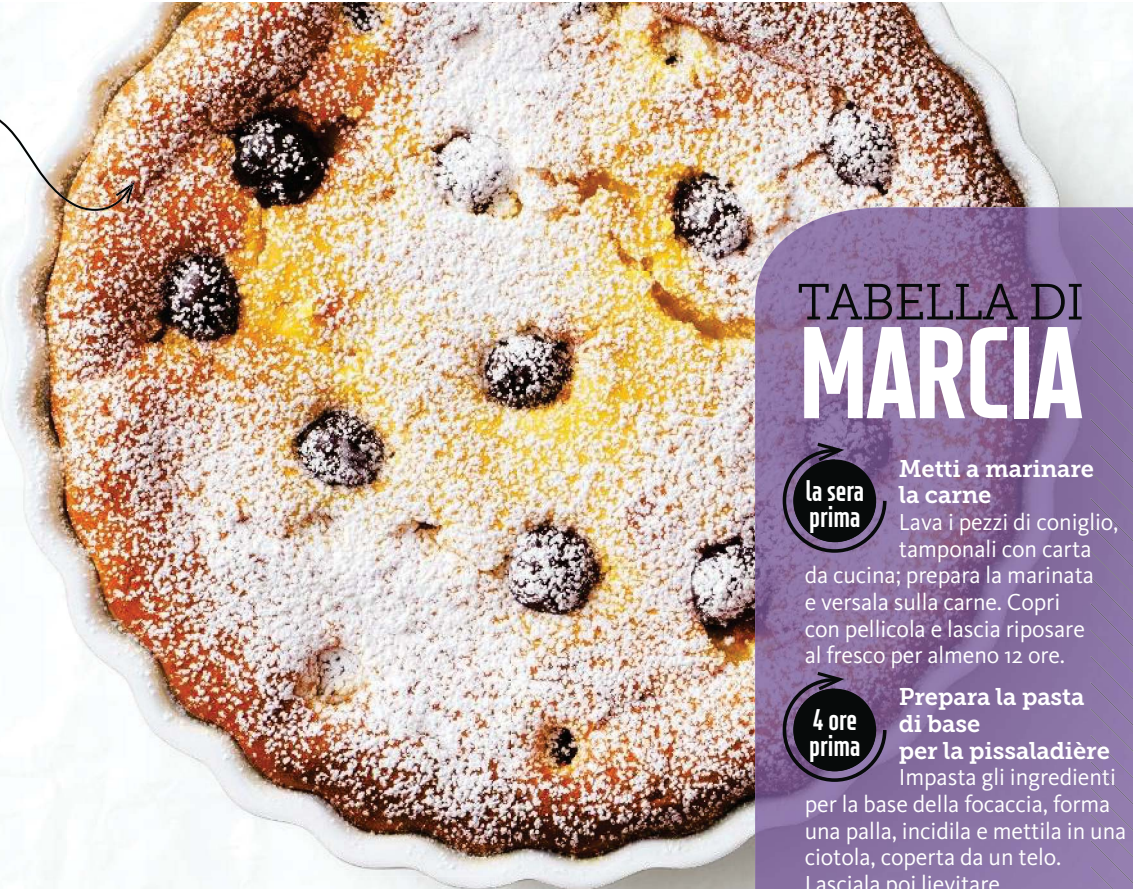 TABELLA DI
MARCIA
la sera
prima
Metti a marinare
la carne
Lava i pezzi di coniglio,
tamponali con carta
da cucina; prepara la marinata
e versala sulla carne. Copri
con pellicola e lascia riposare
al fresco per almeno 12 ore.
4 ore
prima
Prepara la pasta
di base
per la pissaladière
Impasta gli ingredienti
per la base della focaccia, forma
una palla, incidila e mettila in una
ciotola, coperta da un telo.
Lasciala poi lievitare